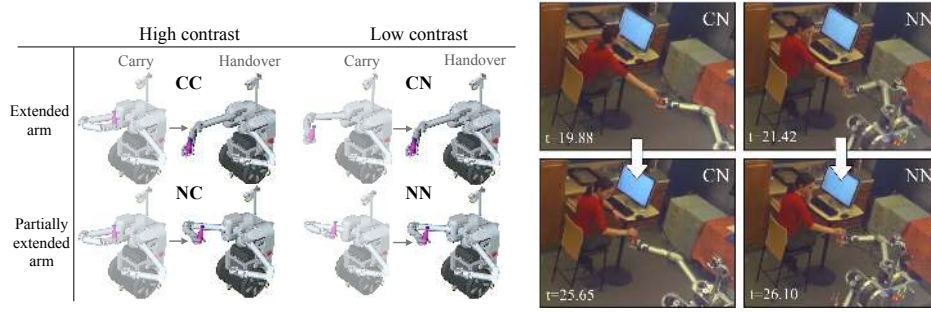 High contrast
Low contrast
Carry
Handover
Carry
Handover
CC
CN
Extended
arm
NC
NN
Partially
extended
arm
CN
t=19.88
NN
t=21.42
CN
t=25.65
NN
t=26.10